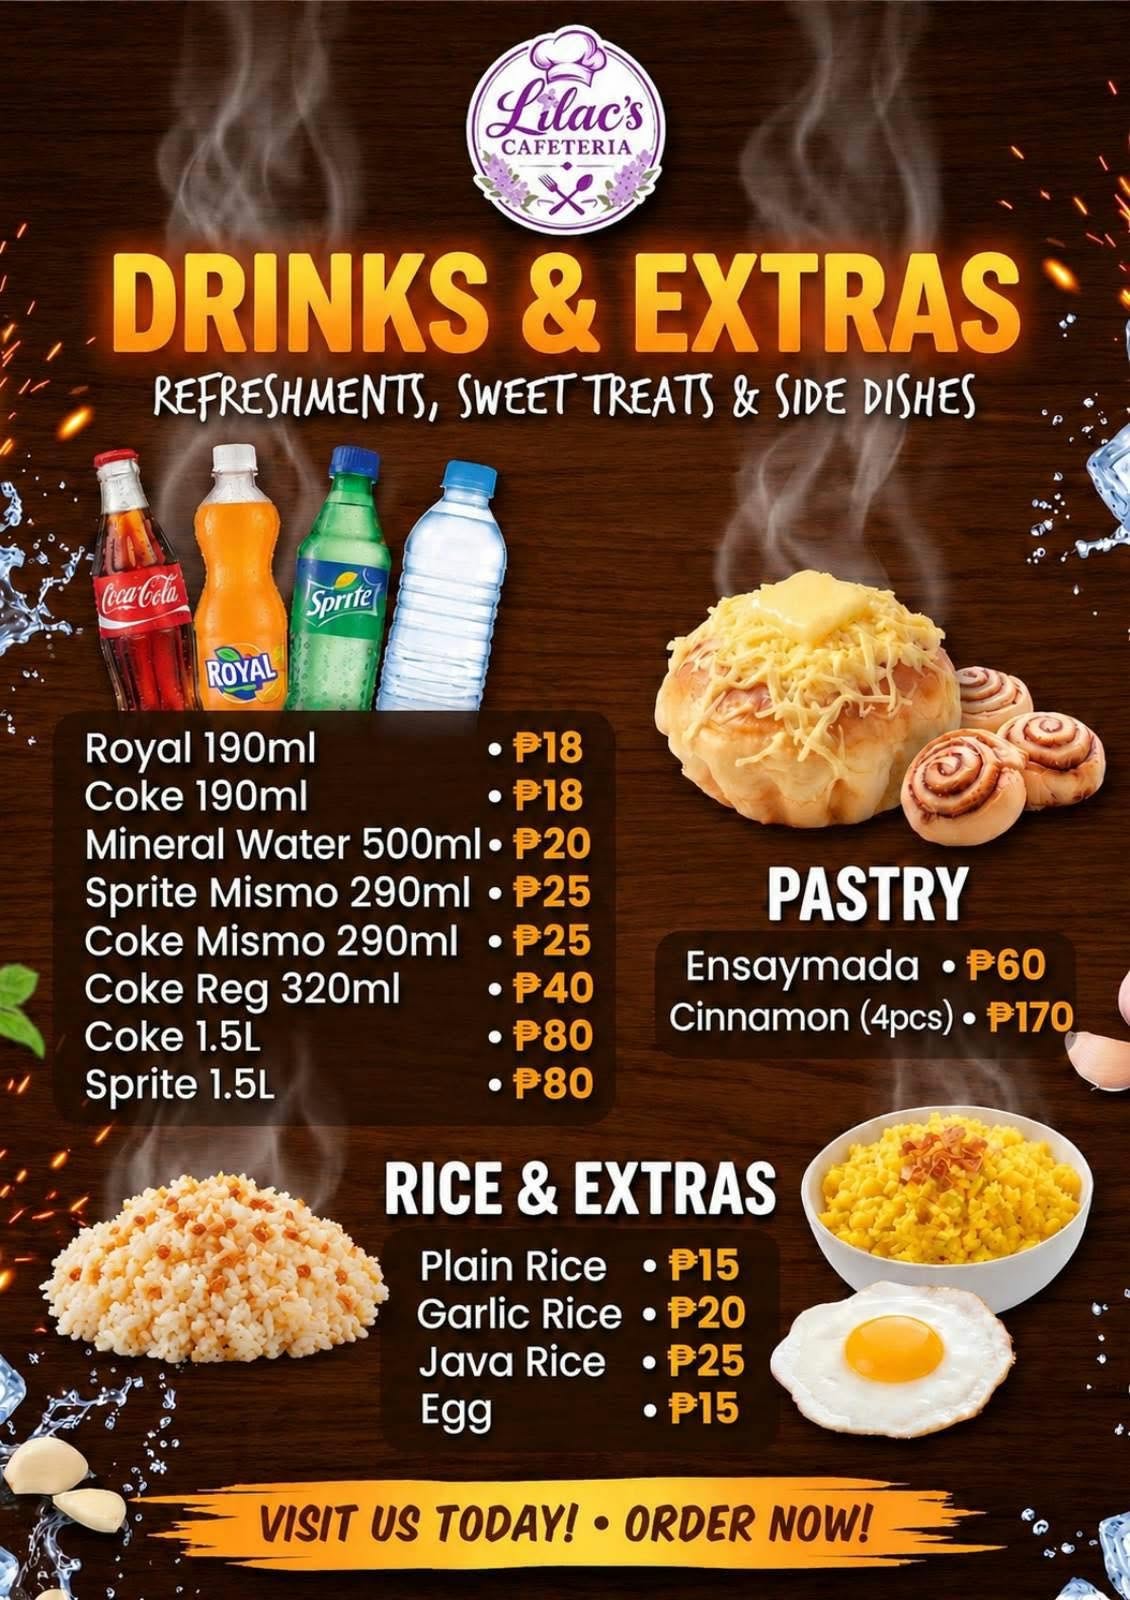 Lilac's
CAFETERIA
DRINKS & EXTRAS
REFRESHMENTS, SWEET TREATS & SIDE DISHES
Coca-Cola
ROYAL
Sprite
Royal 190ml • ₱18
Coke 190ml • ₱18
Mineral Water 500ml • ₱20
Sprite Mismo 290ml • ₱25
Coke Mismo 290ml • ₱25
Coke Reg 320ml • ₱40
Coke 1.5L • ₱80
Sprite 1.5L • ₱80
PASTRY
Ensaymada • ₱60
Cinnamon (4pcs) • ₱170
RICE & EXTRAS
Plain Rice • ₱15
Garlic Rice • ₱20
Java Rice • ₱25
Egg • ₱15
VISIT US TODAY! • ORDER NOW!